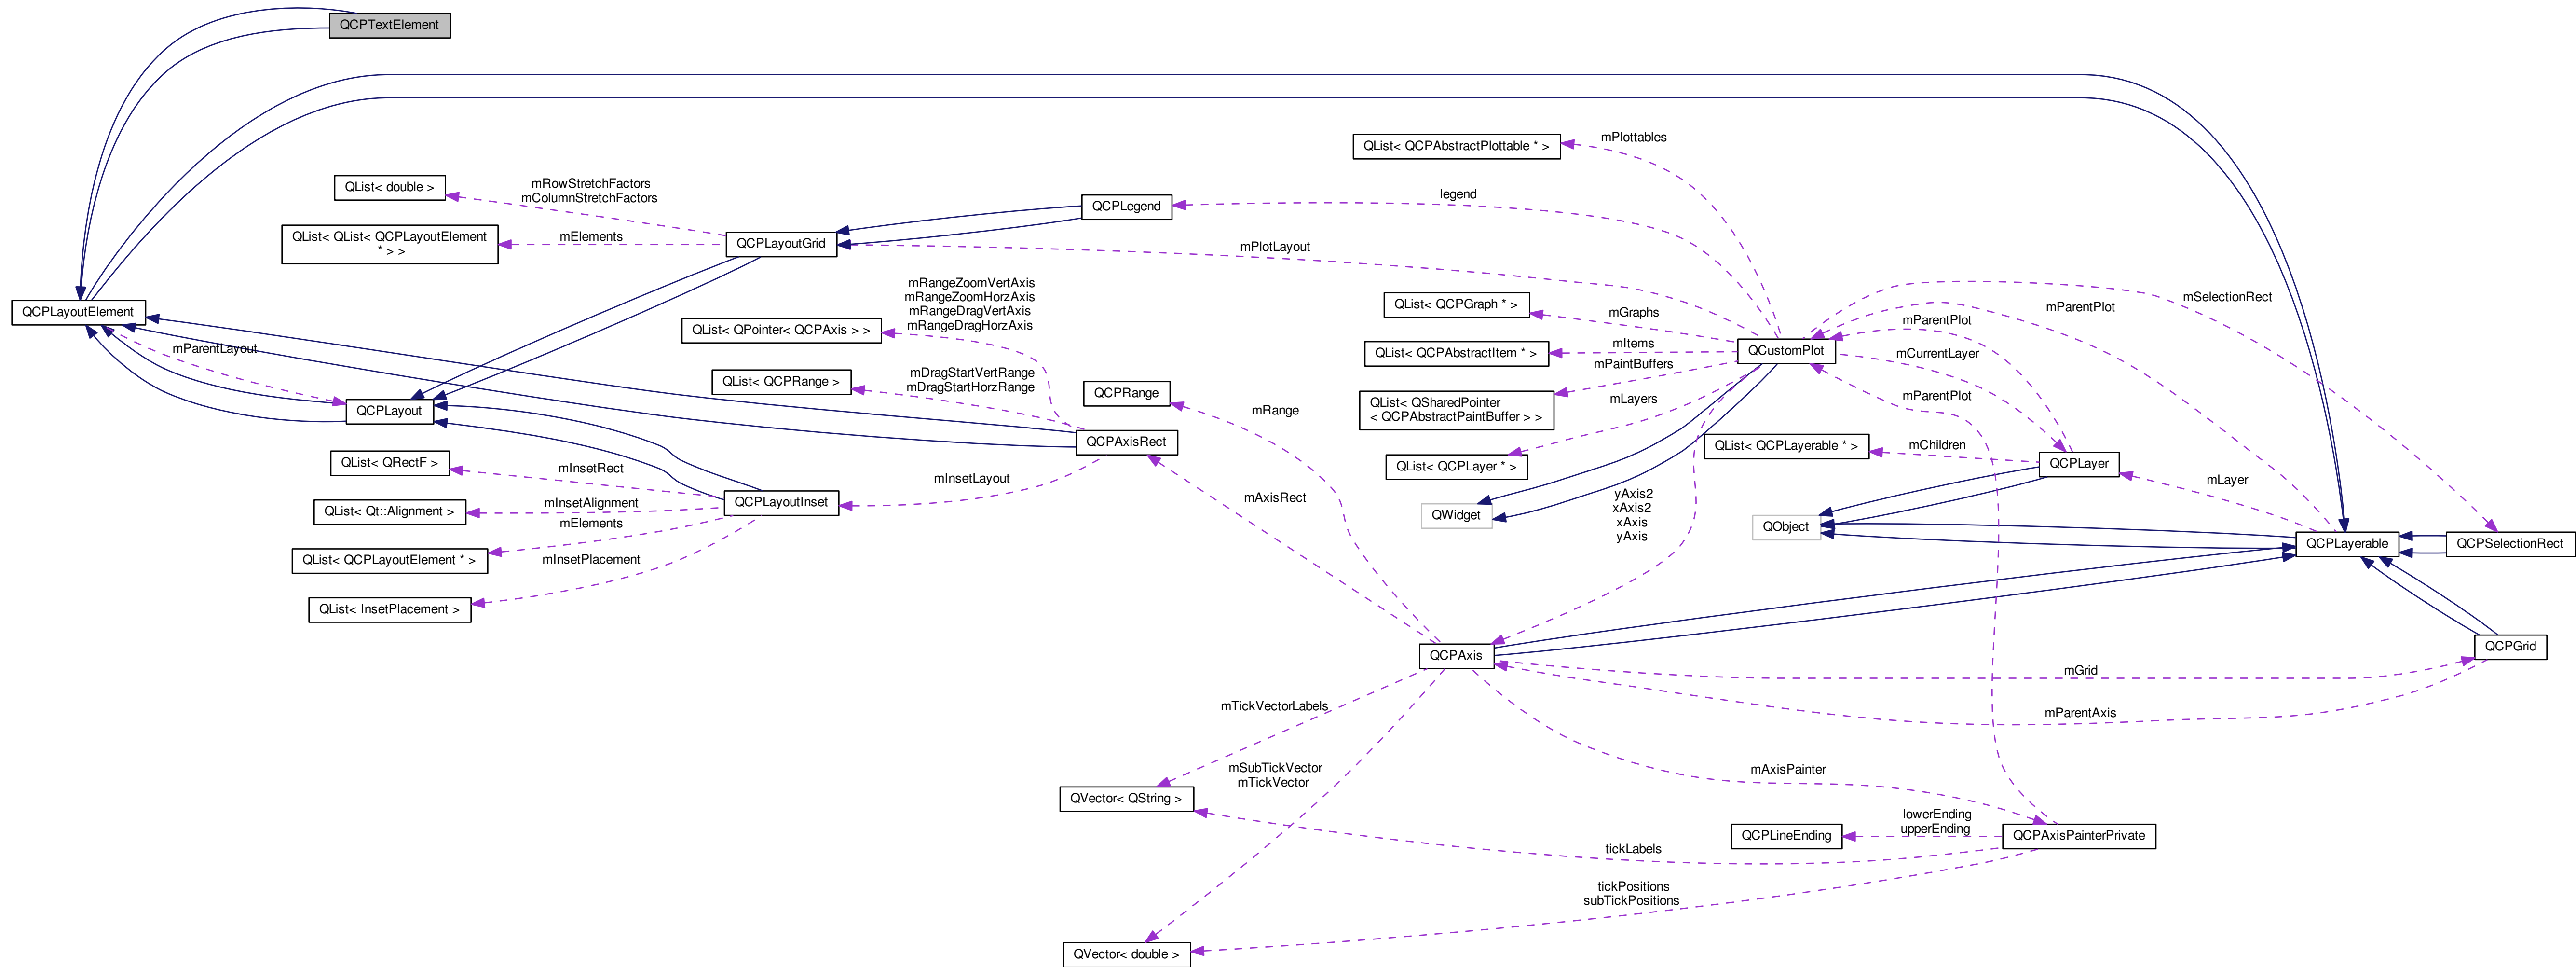 QCPTextElement
mPlottables
QList< QCPAbstractPlottable * >
QList< double >
mRowStretchFactors
mColumnStretchFactors
QCPLegend
legend
QList< QList< QCPLayoutElement
* > >
mElements
QCPLayoutGrid
mPlotLayout
mRangeZoomVertAxis
mRangeZoomHorzAxis
mRangeDragVertAxis
mRangeDragHorzAxis
QCPLayoutElement
QList< QPointer< QCPAxis > >
QList< QCPGraph * >
mGraphs
mSelectionRect
mParentPlot
mParentPlot
mParentLayout
QList< QCPAbstractItem * >
mItems
QCustomPlot
mCurrentLayer
mPaintBuffers
QList< QCPRange >
mDragStartVertRange
mDragStartHorzRange
QCPRange
mRange
QList< QSharedPointer
< QCPAbstractPaintBuffer > >
mLayers
mParentPlot
QCPLayout
QCPAxisRect
QList< QCPLayerable * >
mChildren
QCPLayer
QList< QRectF >
mInsetRect
QList< QCPLayer * >
mInsetLayout
mLayer
mAxisRect
QList< Qt::Alignment >
mInsetAlignment
QCPLayoutInset
QWidget
yAxis2
xAxis2
xAxis
yAxis
QObject
mElements
QCPLayerable
QCPSelectionRect
QList< QCPLayoutElement * >
mInsetPlacement
QList< InsetPlacement >
QCPAxis
QCPGrid
mGrid
mTickVectorLabels
mParentAxis
mSubTickVector
mTickVector
mAxisPainter
QVector< QString >
lowerEnding
upperEnding
QCPLineEnding
QCPAxisPainterPrivate
tickLabels
tickPositions
subTickPositions
QVector< double >